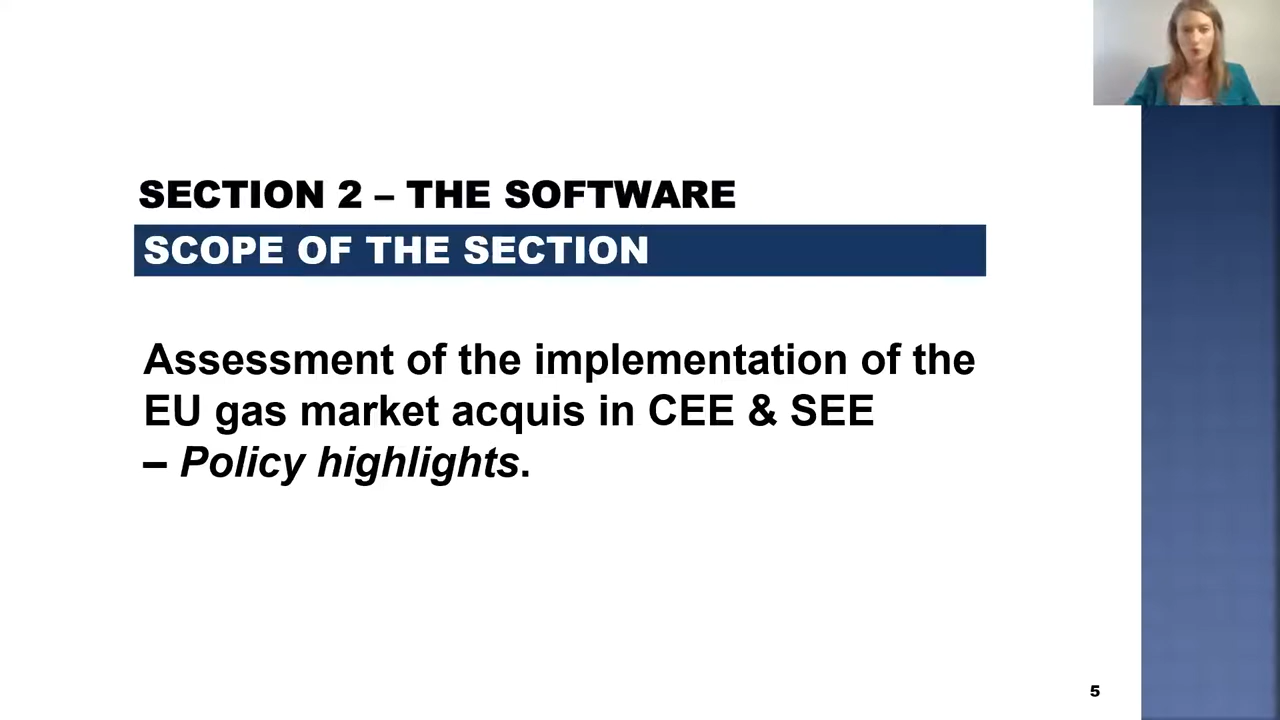 SECTION 2 – THE SOFTWARE
SCOPE OF THE SECTION
Assessment of the implementation of the
EU gas market acquis in CEE & SEE
– Policy highlights.
5